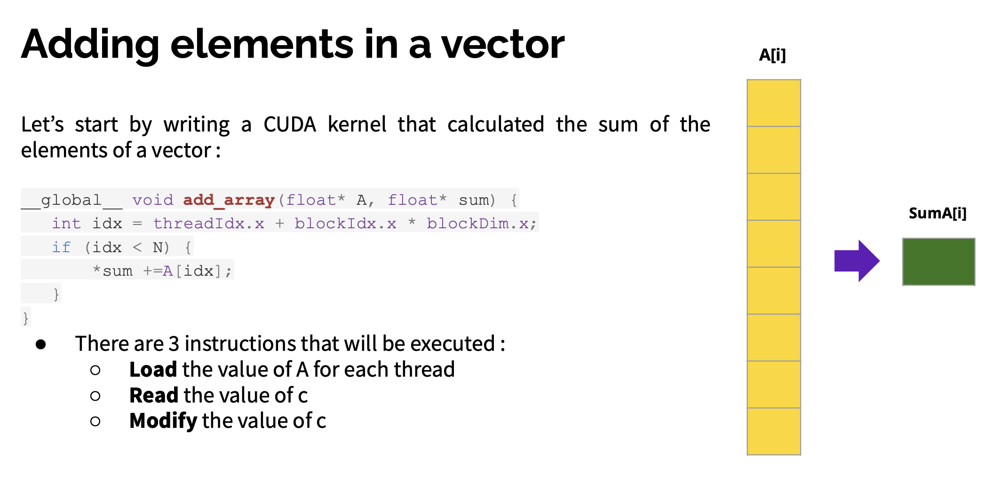 Adding elements in a vector
A[i]
Let’s start by writing a CUDA kernel that calculated the sum of the
elements of a vector :
__global__ void add_array(float* A, float* sum) {
   int idx = threadIdx.x + blockIdx.x * blockDim.x;
   if (idx < N) {
       *sum +=A[idx];
   }
}
SumA[i]
● There are 3 instructions that will be executed :
○ Load the value of A for each thread
○ Read the value of c
○ Modify the value of c